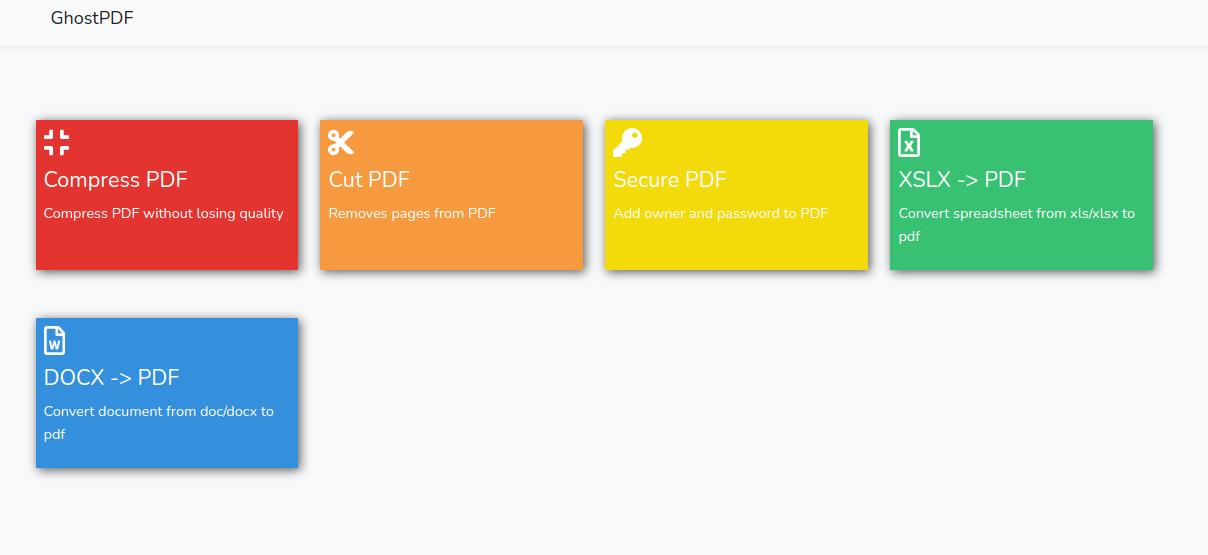 GhostPDF
Compress PDF
Compress PDF without losing quality
Cut PDF
Removes pages from PDF
Secure PDF
Add owner and password to PDF
X
XSLX -> PDF
Convert spreadsheet from xls/xlsx to
pdf
W
DOCX -> PDF
Convert document from doc/docx to
pdf